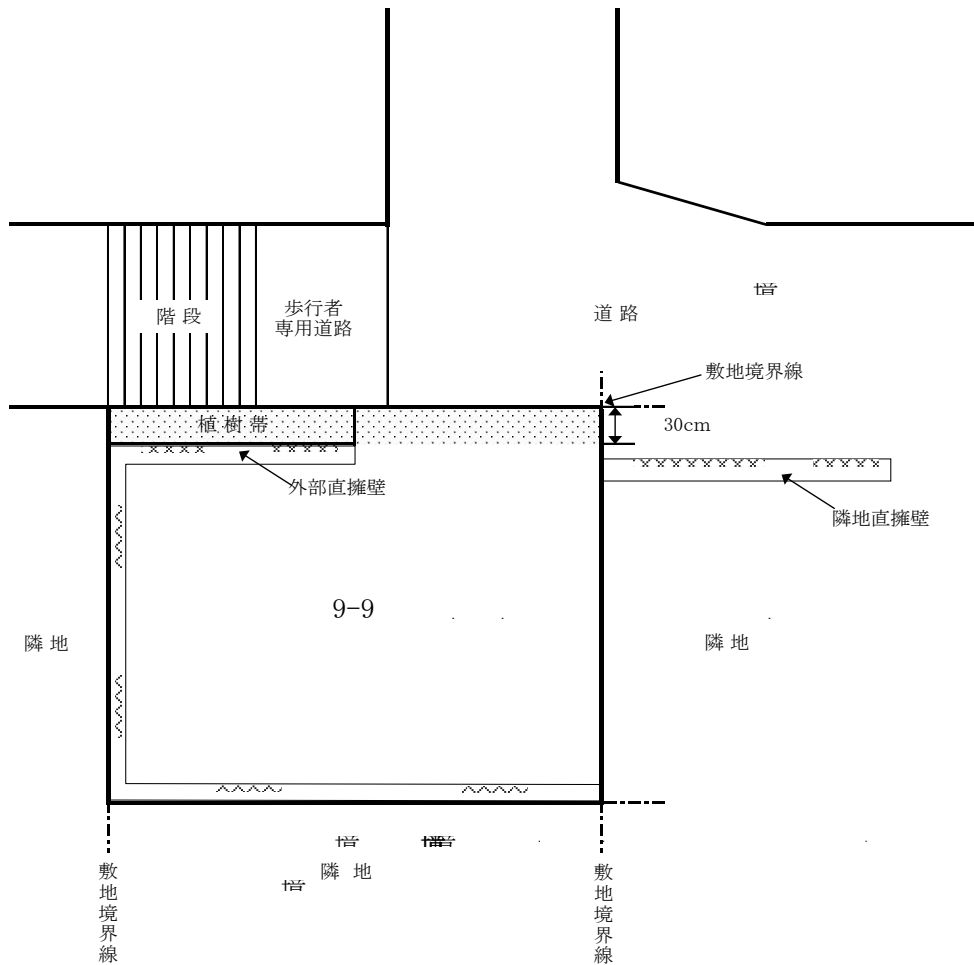 階 段
歩行者
専用道路
道 路
敷地境界線
植 樹 帯
30cm
外部直擁壁
隣地直擁壁
9-9
隣 地
隣 地
隣 地
敷地境界線
敷地境界線